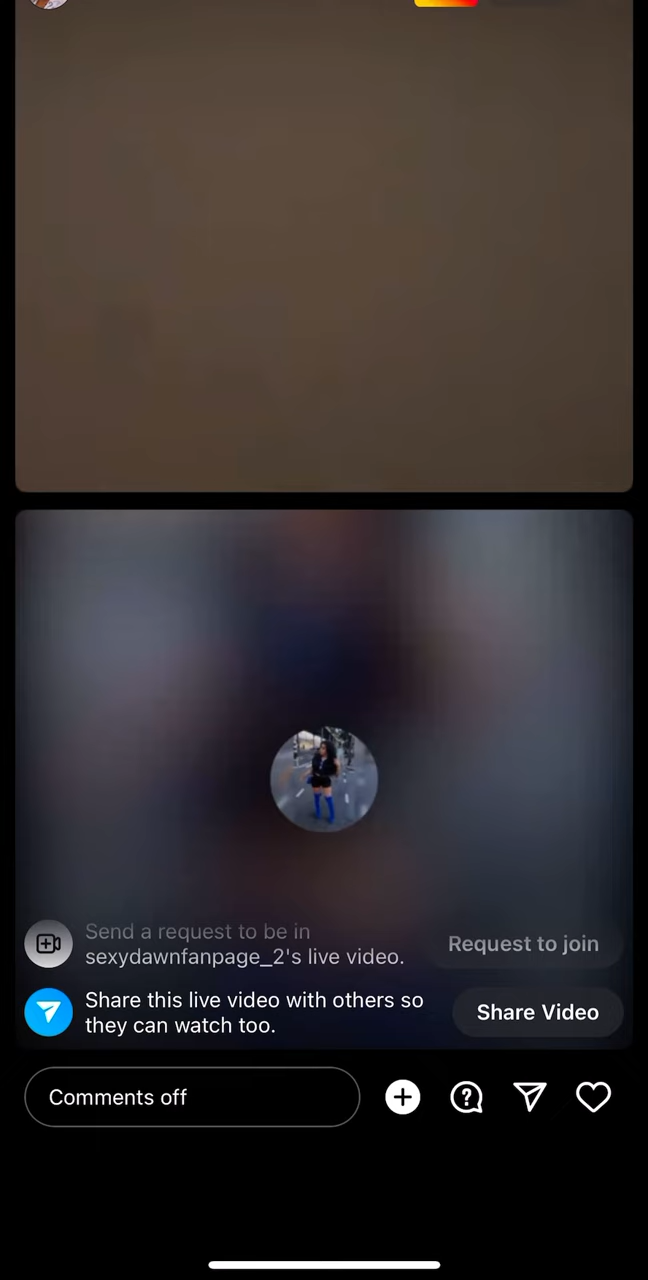 Send a request to be in
sexydawnfanpage_2's live video.
Request to join
Share this live video with others so
they can watch too.
Share Video
Comments off